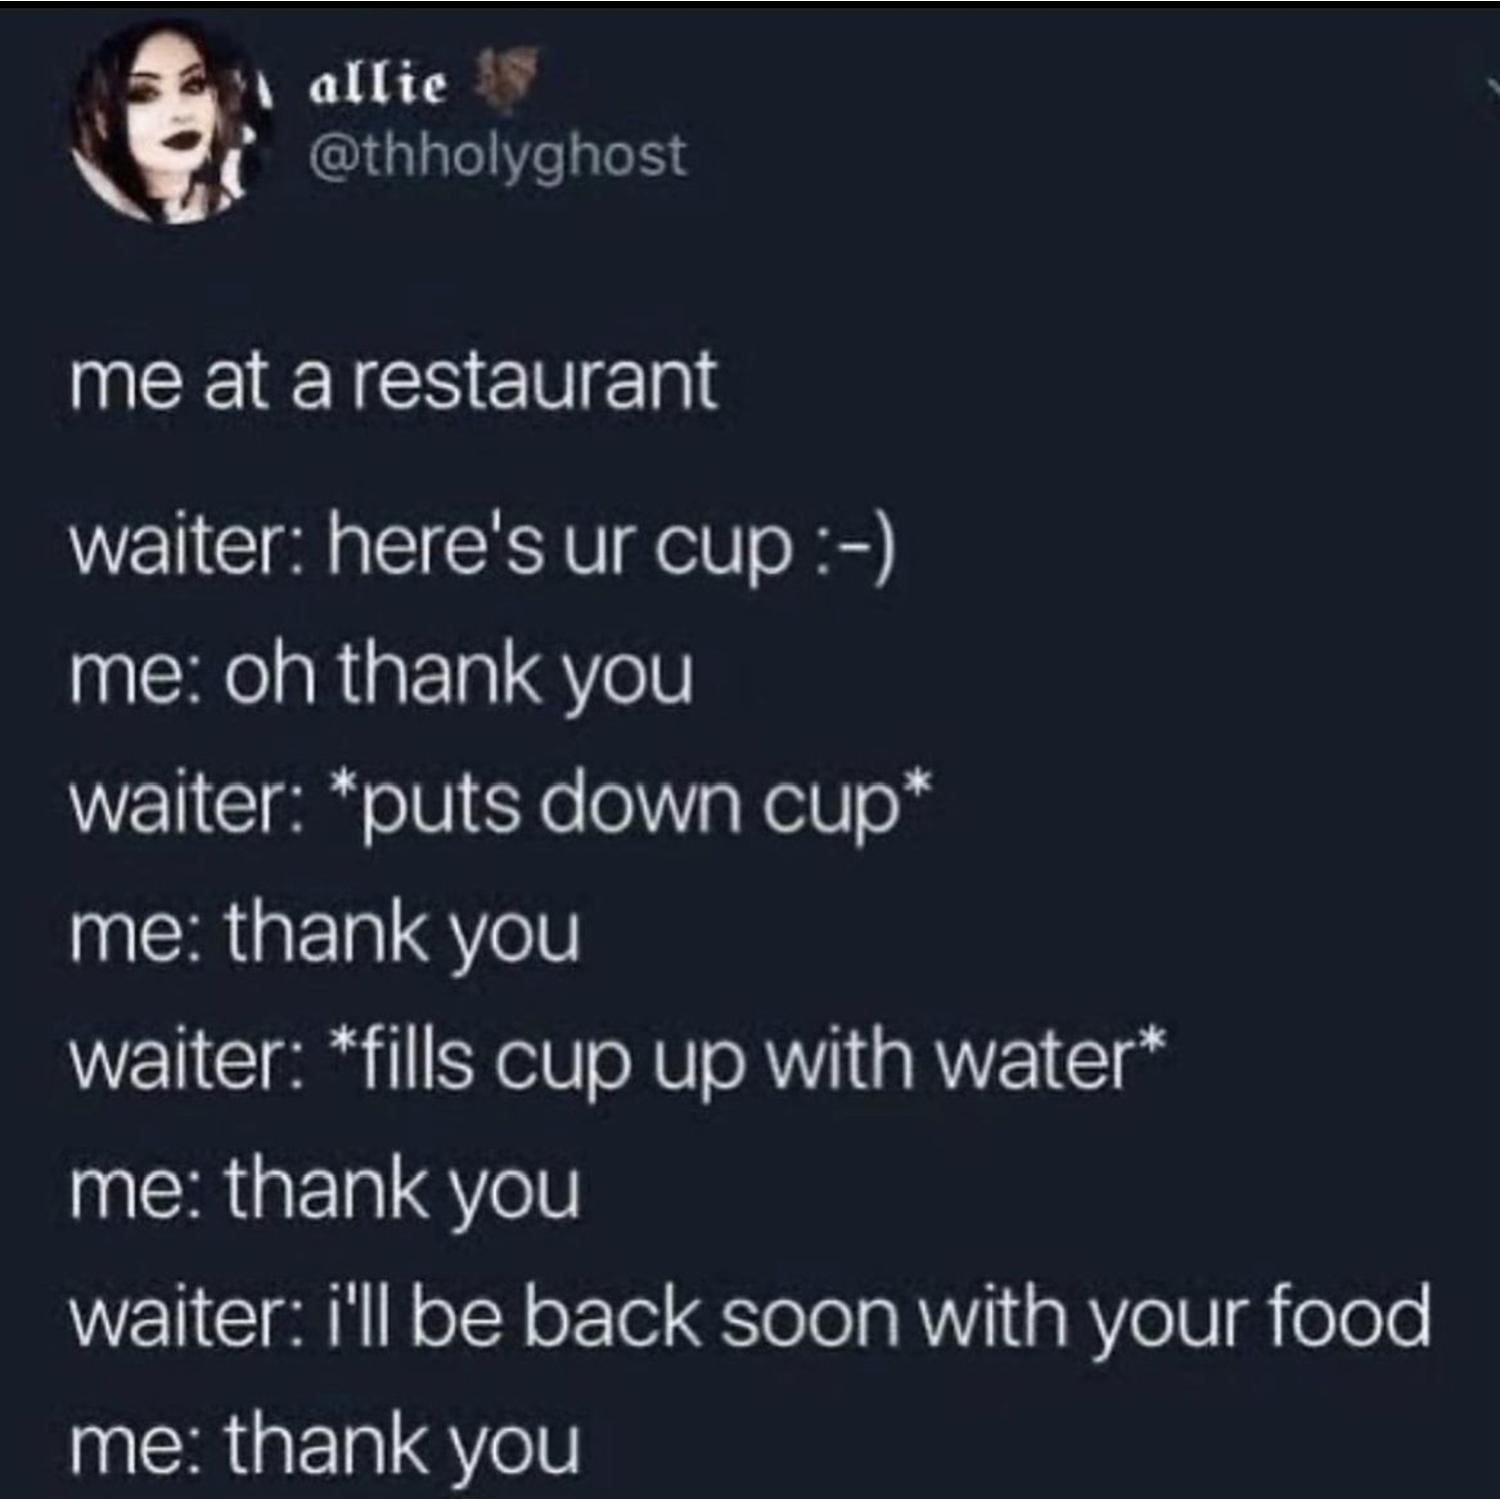 allie
@thholyghost
me at a restaurant
waiter: here's ur cup :-)
me: oh thank you
waiter: *puts down cup*
me: thank you
waiter: *fills cup up with water*
me: thank you
waiter: i'll be back soon with your food
me: thank you